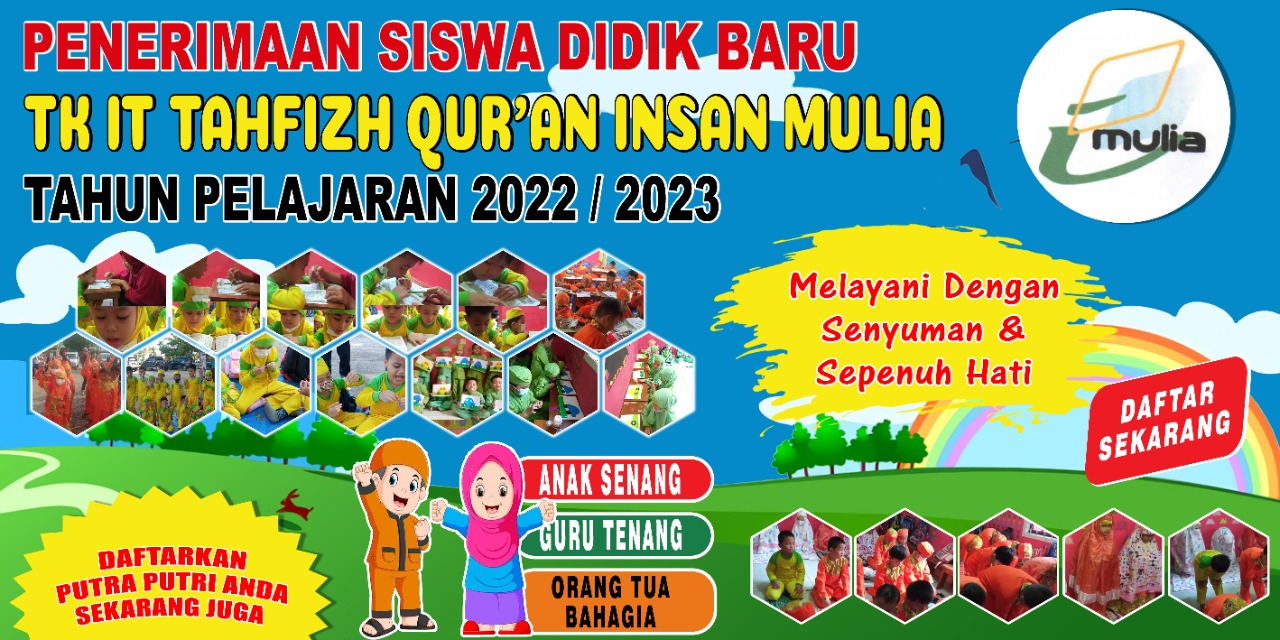 PENERIMAAN SISWA DIDIK BARU
TK IT TAHFIZH QUR'AN INSAN MULIA
TAHUN PELAJARAN 2022 / 2023
i
mulia
Melayani Dengan
Senyuman &
Sepenuh Hati
DAFTAR
SEKARANG
ANAK SENANG
GURU TENANG
ORANG TUA
BAHAGIA
DAFTARKAN
PUTRA PUTRI ANDA
SEKARANG JUGA